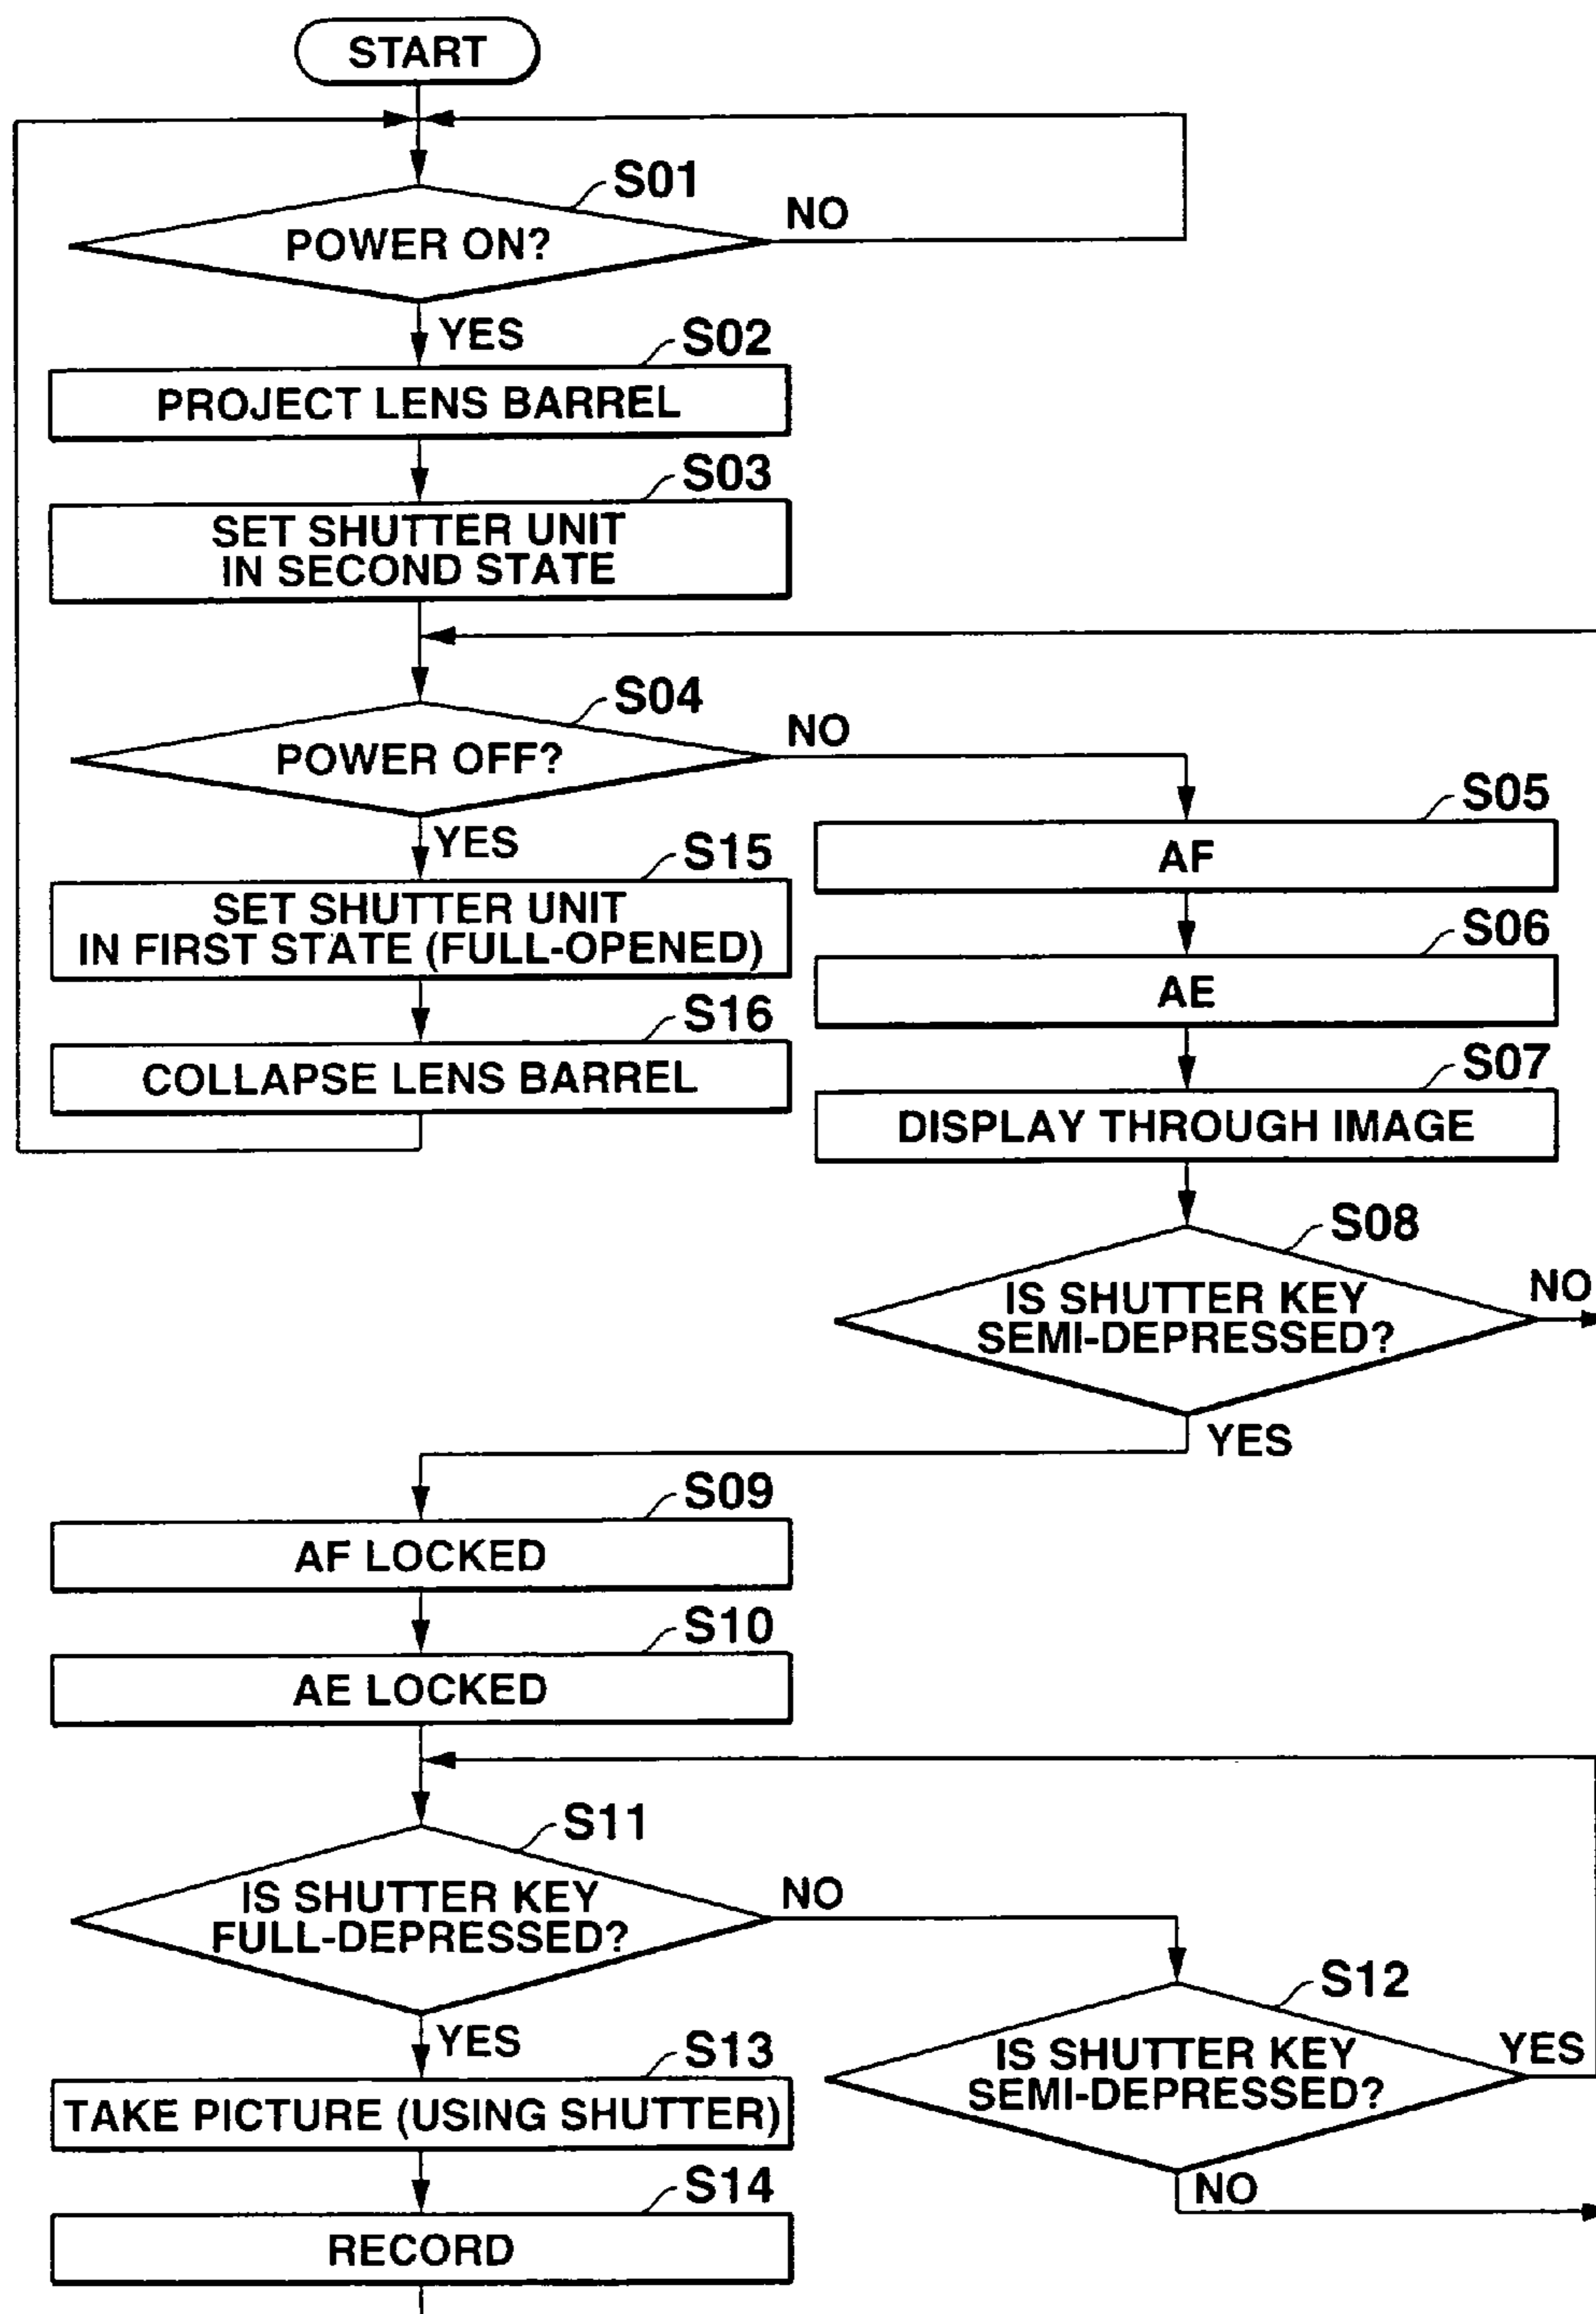 START
S01
POWER ON?
NO
YES
S02
PROJECT LENS BARREL
S03
SET SHUTTER UNIT
IN SECOND STATE
S04
POWER OFF?
NO
YES
S15
SET SHUTTER UNIT
IN FIRST STATE (FULL-OPENED)
S16
COLLAPSE LENS BARREL
S05
AF
S06
AE
S07
DISPLAY THROUGH IMAGE
S08
IS SHUTTER KEY
SEMI-DEPRESSED?
NO
YES
S09
AF LOCKED
S10
AE LOCKED
S11
IS SHUTTER KEY
FULL-DEPRESSED?
NO
S12
IS SHUTTER KEY
SEMI-DEPRESSED?
YES
NO
YES
S13
TAKE PICTURE (USING SHUTTER)
S14
RECORD